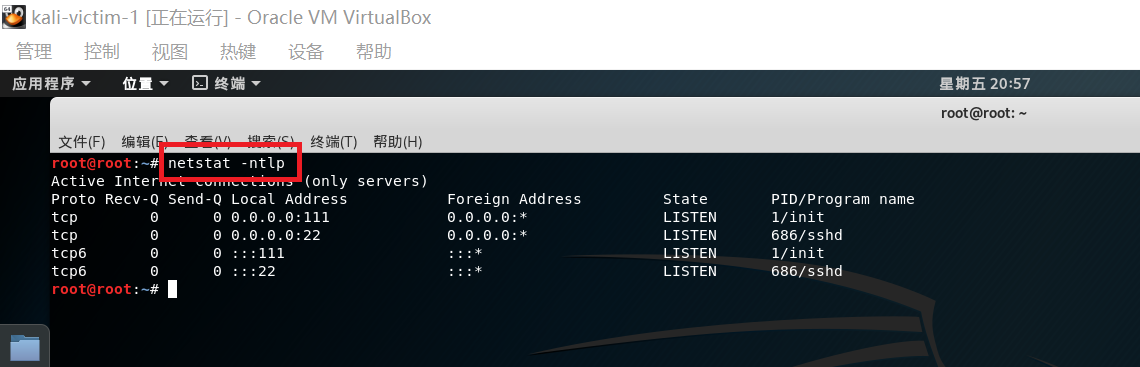 64
kali-victim-1 [正在运行] - Oracle VM VirtualBox
管理 控制 视图 热键 设备 帮助
应用程序 位置 终端 星期五 20:57
root@root: ~
文件(F) 编辑(E) 查看(V) 搜索(S) 终端(T) 帮助(H)
root@root:~# netstat -ntlp
Active Internet connections (only servers)
Proto Recv-Q Send-Q Local Address Foreign Address State PID/Program name
tcp 0 0 0.0.0.0:111 0.0.0.0:* LISTEN 1/init
tcp 0 0 0.0.0.0:22 0.0.0.0:* LISTEN 686/sshd
tcp6 0 0 :::111 :::* LISTEN 1/init
tcp6 0 0 :::22 :::* LISTEN 686/sshd
root@root:~#